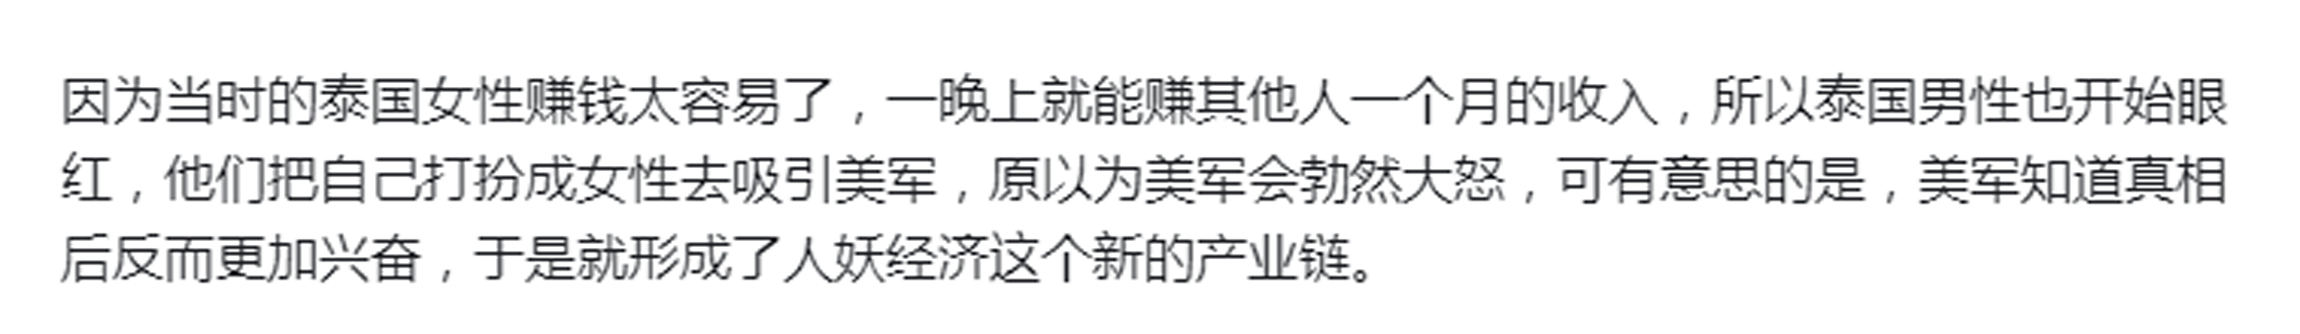 因为当时的泰国女性赚钱太容易了，一晚上就能赚其他人一个月的收入，所以泰国男性也开始眼
红，他们把自己打扮成女性去吸引美军，原以为美军会勃然大怒，可有意思的是，美军知道真相
后反而更加兴奋，于是就形成了人妖经济这个新的产业链。